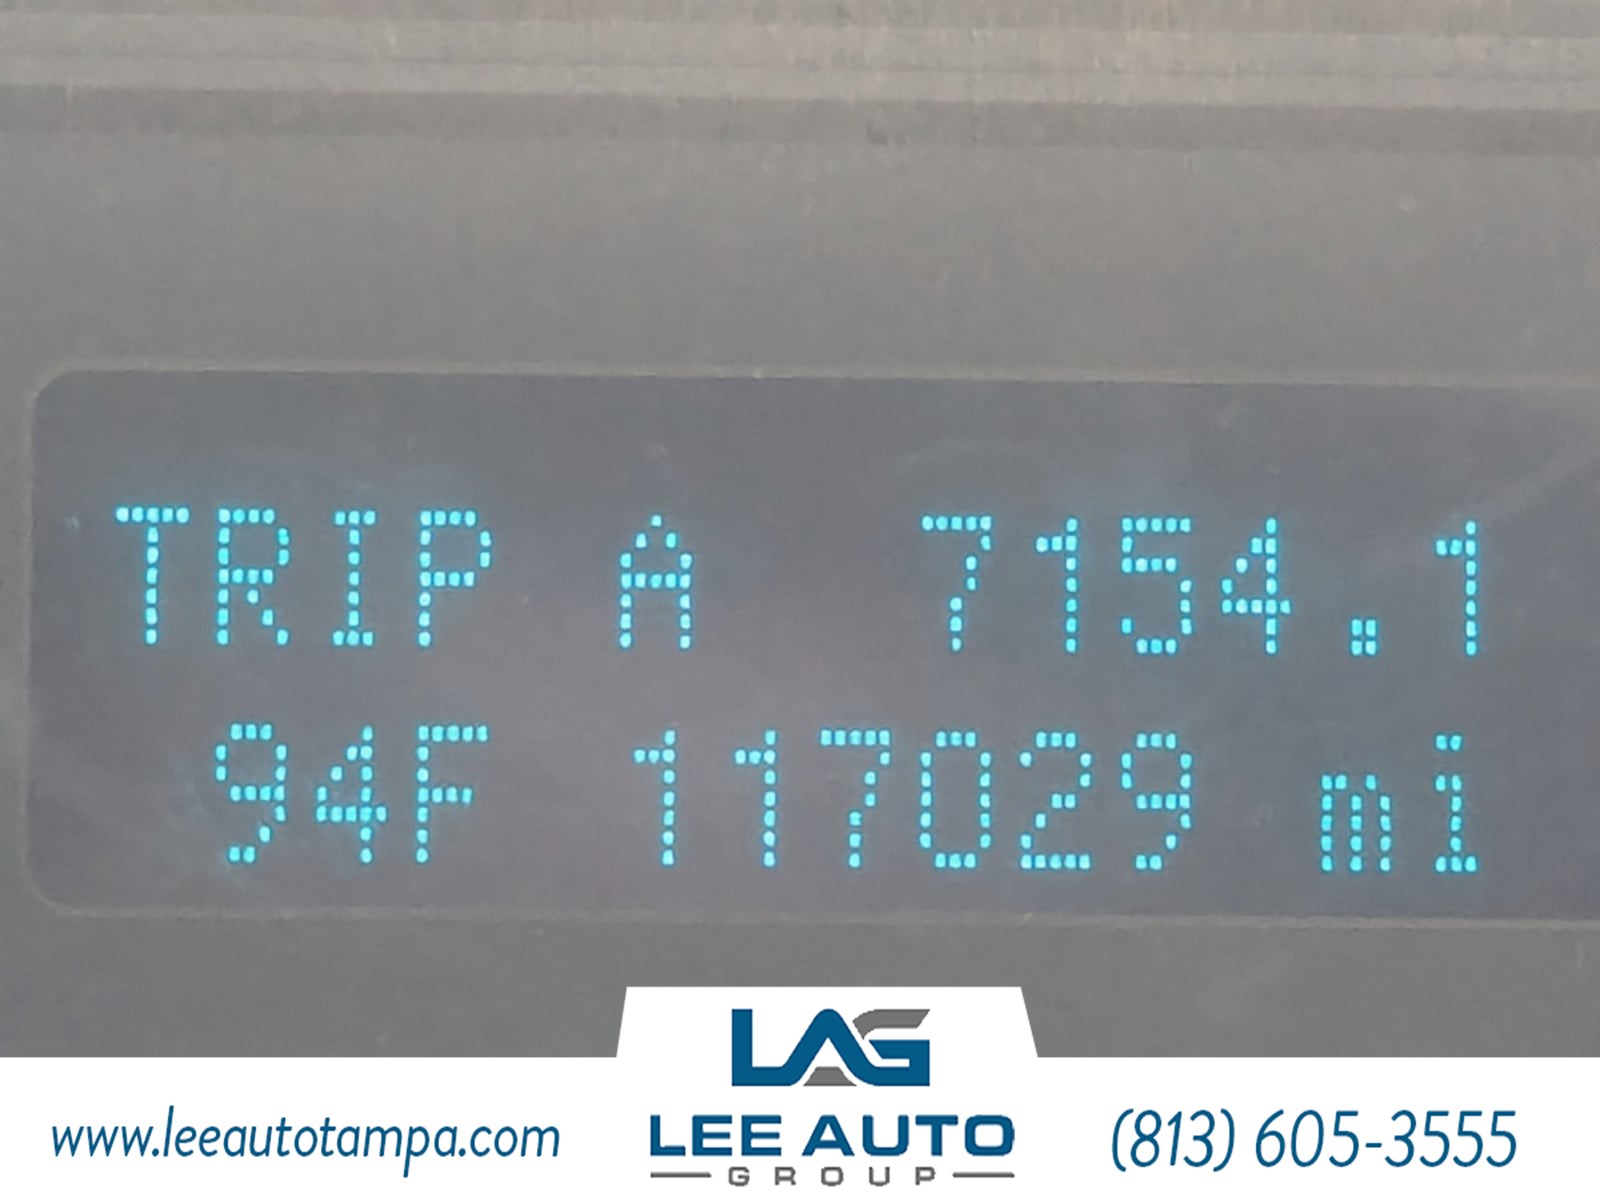 TRIP A 7154.1
94F 117029 mi
LAG
www.leeautotampa.com
LEE AUTO
GROUP
(813) 605-3555